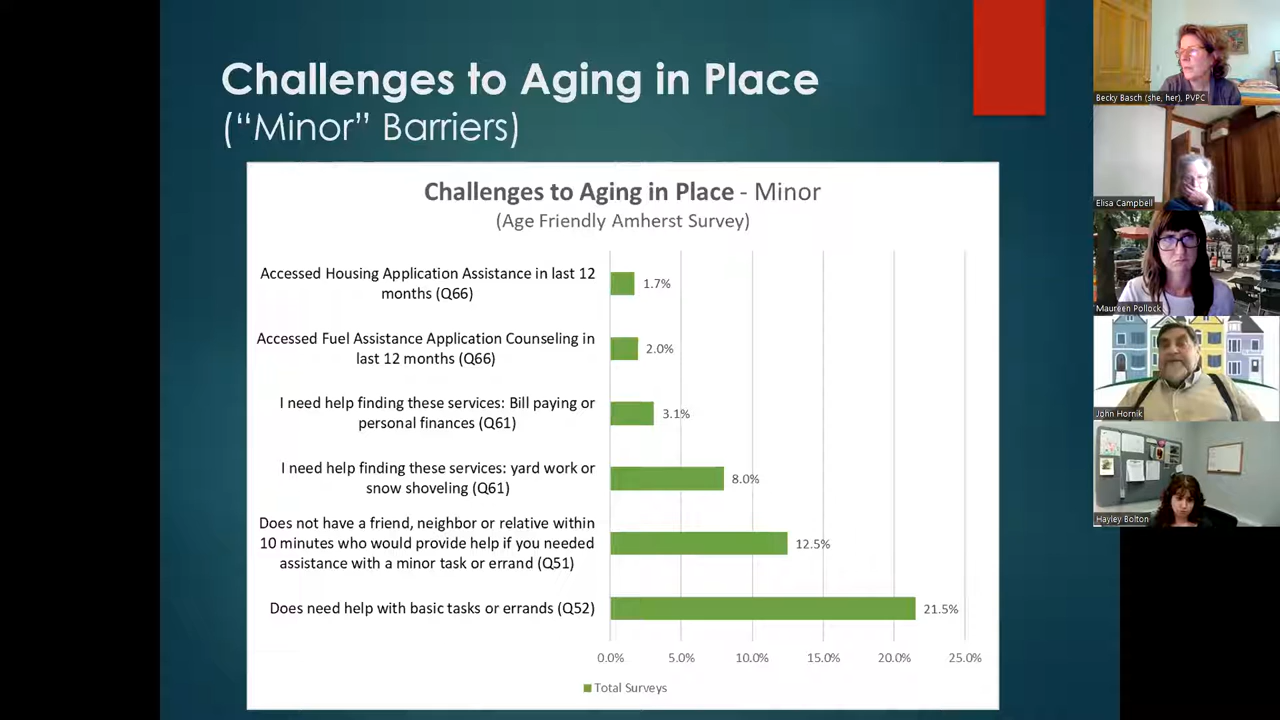 Challenges to Aging in Place
(“Minor” Barriers)
Challenges to Aging in Place - Minor
(Age Friendly Amherst Survey)
Accessed Housing Application Assistance in last 12
months (Q66)
1.7%
Accessed Fuel Assistance Application Counseling in
last 12 months (Q66)
2.0%
I need help finding these services: Bill paying or
personal finances (Q61)
3.1%
I need help finding these services: yard work or
snow shoveling (Q61)
8.0%
Does not have a friend, neighbor or relative within
10 minutes who would provide help if you needed
assistance with a minor task or errand (Q51)
12.5%
Does need help with basic tasks or errands (Q52)
21.5%
0.0% 5.0% 10.0% 15.0% 20.0% 25.0%
Total Surveys
Becky Basch (she, her), PVPC
Elisa Campbell
Maureen Pollock
John Hornik
Hayley Bolton